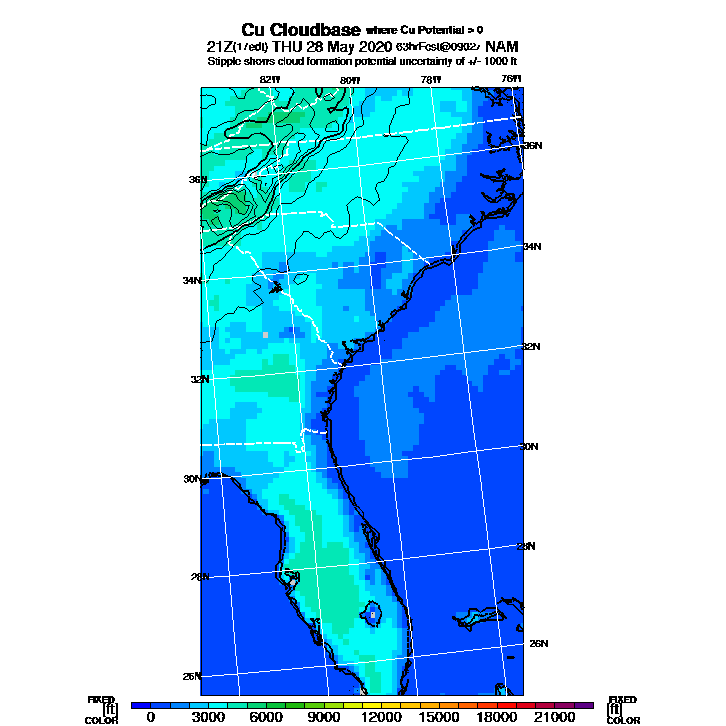 Cu Cloudbase where Cu Potential > 0
21Z(17edt) THU 28 May 2020 63hrFcst@0902z NAM
Stipple shows cloud formation potential uncertainty of +/- 1000 ft
82W 80W 78W 76W
36N
36N
34N
34N
32N
32N
30N
30N
28N
28N
26N
26N
FIXED FIXED
[ft] [ft]
COLOR COLOR
0 3000 6000 9000 12000 15000 18000 21000